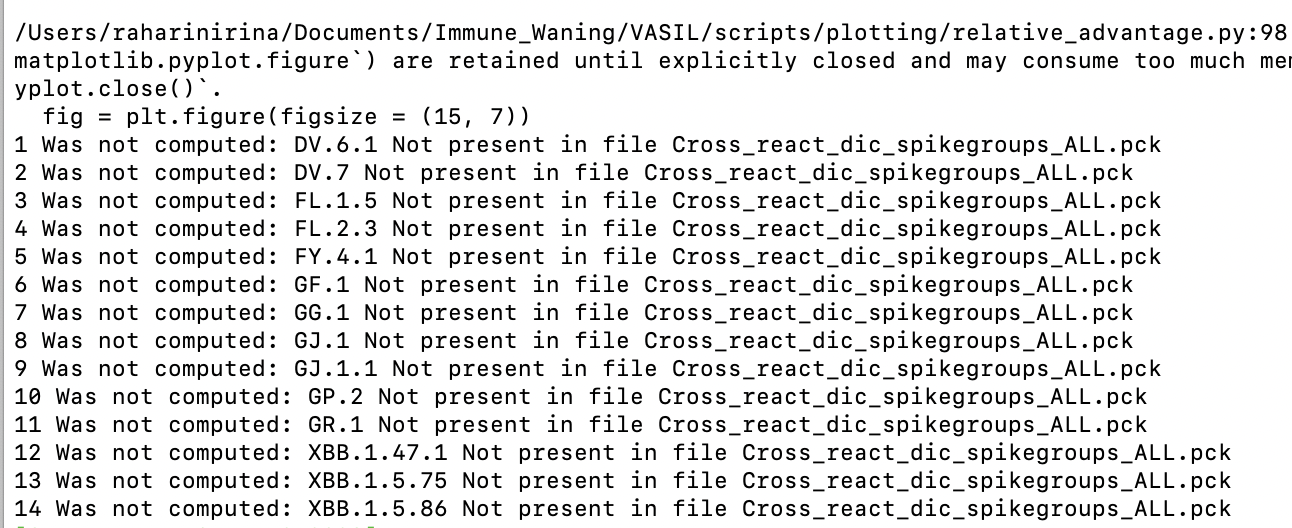 /Users/raharinirina/Documents/Immune_Waning/VASIL/scripts/plotting/relative_advantage.py:98
matplotlib.pyplot.figure`) are retained until explicitly closed and may consume too much
yplot.close()`.
fig = plt.figure(figsize = (15, 7))
1 Was not computed: DV.6.1 Not present in file Cross_react_dic_spikegroups_ALL.pck
2 Was not computed: DV.7 Not present in file Cross_react_dic_spikegroups_ALL.pck
3 Was not computed: FL.1.5 Not present in file Cross_react_dic_spikegroups_ALL.pck
4 Was not computed: FL.2.3 Not present in file Cross_react_dic_spikegroups_ALL.pck
5 Was not computed: FY.4.1 Not present in file Cross_react_dic_spikegroups_ALL.pck
6 Was not computed: GF.1 Not present in file Cross_react_dic_spikegroups_ALL.pck
7 Was not computed: GG.1 Not present in file Cross_react_dic_spikegroups_ALL.pck
8 Was not computed: GJ.1 Not present in file Cross_react_dic_spikegroups_ALL.pck
9 Was not computed: GJ.1.1 Not present in file Cross_react_dic_spikegroups_ALL.pck
10 Was not computed: GP.2 Not present in file Cross_react_dic_spikegroups_ALL.pck
11 Was not computed: GR.1 Not present in file Cross_react_dic_spikegroups_ALL.pck
12 Was not computed: XBB.1.47.1 Not present in file Cross_react_dic_spikegroups_ALL.pck
13 Was not computed: XBB.1.5.75 Not present in file Cross_react_dic_spikegroups_ALL.pck
14 Was not computed: XBB.1.5.86 Not present in file Cross_react_dic_spikegroups_ALL.pck